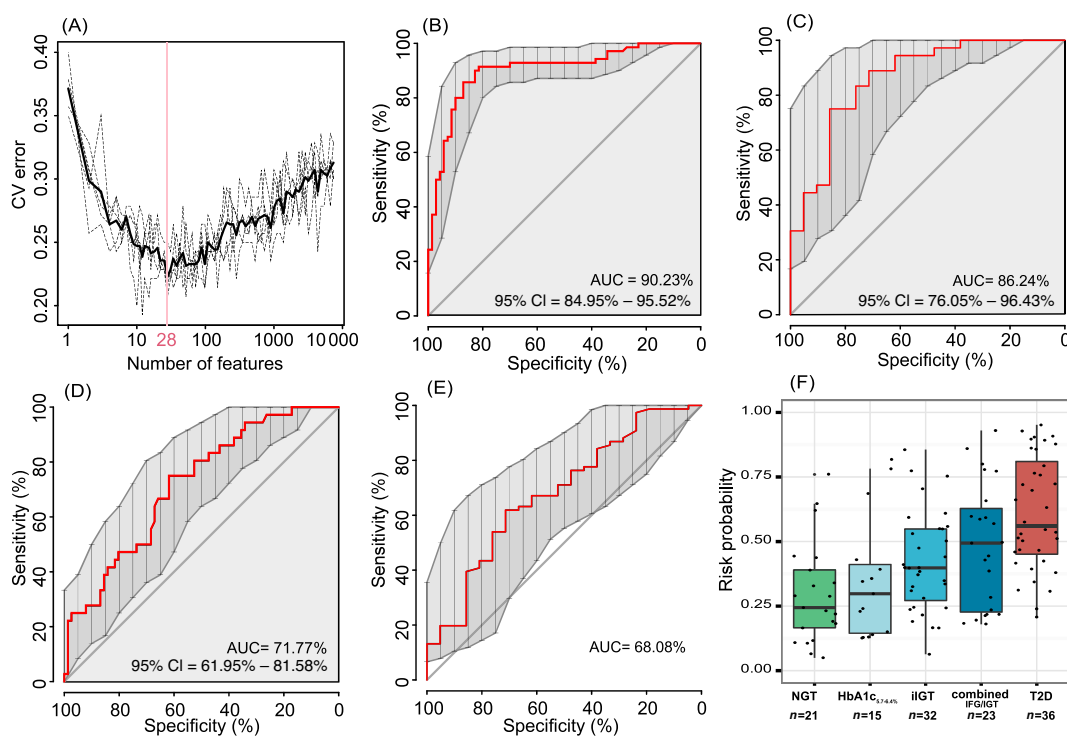 (A)
0.40
0.35
0.30
0.25
0.20
CV error
1 10 28 100 1000 10 000
Number of features
(B)
100
80
60
40
20
0
Sensitivity (%)
AUC = 90.23%
95% CI = 84.95% – 95.52%
100 80 60 40 20 0
Specificity (%)
(C)
100
80
60
40
20
0
Sensitivity (%)
AUC= 86.24%
95% CI = 76.05% – 96.43%
100 80 60 40 20 0
Specificity (%)
(D)
100
80
60
40
20
0
Sensitivity (%)
AUC= 71.77%
95% CI = 61.95% – 81.58%
100 80 60 40 20 0
Specificity (%)
(E)
100
80
60
40
20
0
Sensitivity (%)
AUC= 68.08%
100 80 60 40 20 0
Specificity (%)
(F)
1.00
0.75
0.50
0.25
0.00
Risk probability
NGT HbA1c5.7-6.4% iIGT combined IFG/IGT T2D
n=21 n=15 n=32 n=23 n=36